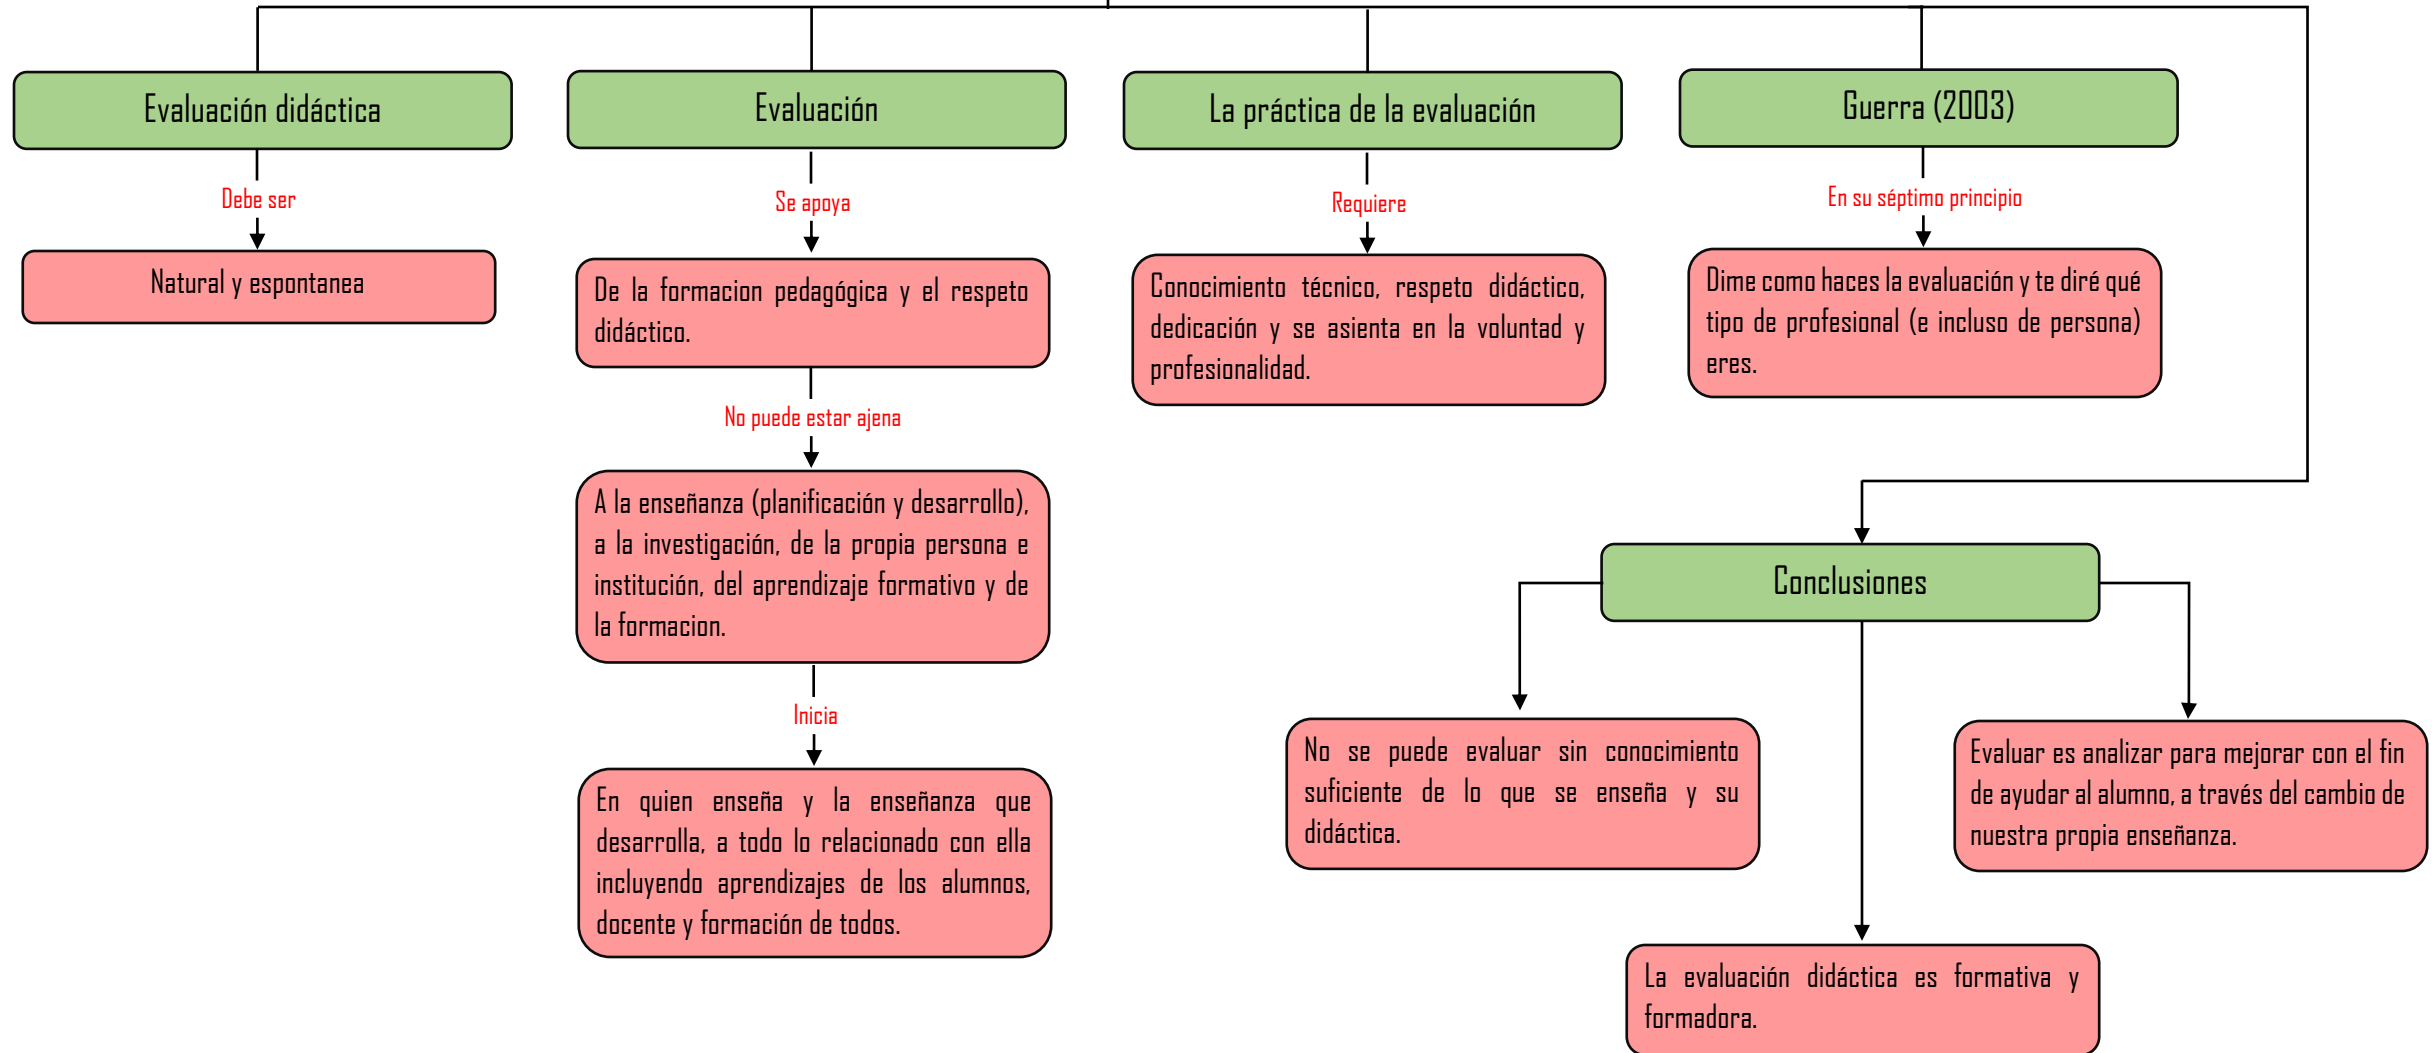 Evaluación didáctica
Debe ser
Natural y espontanea
Evaluación
Se apoya
De la formacion pedagógica y el respeto
didáctico.
No puede estar ajena
A la enseñanza (planificación y desarrollo),
a la investigación, de la propia persona e
institución, del aprendizaje formativo y de
la formacion.
Inicia
En quien enseña y la enseñanza que
desarrolla, a todo lo relacionado con ella
incluyendo aprendizajes de los alumnos,
docente y formación de todos.
La práctica de la evaluación
Requiere
Conocimiento técnico, respeto didáctico,
dedicación y se asienta en la voluntad y
profesionalidad.
Guerra (2003)
En su séptimo principio
Dime como haces la evaluación y te diré qué
tipo de profesional (e incluso de persona)
eres.
Conclusiones
No se puede evaluar sin conocimiento
suficiente de lo que se enseña y su
didáctica.
La evaluación didáctica es formativa y
formadora.
Evaluar es analizar para mejorar con el fin
de ayudar al alumno, a través del cambio de
nuestra propia enseñanza.